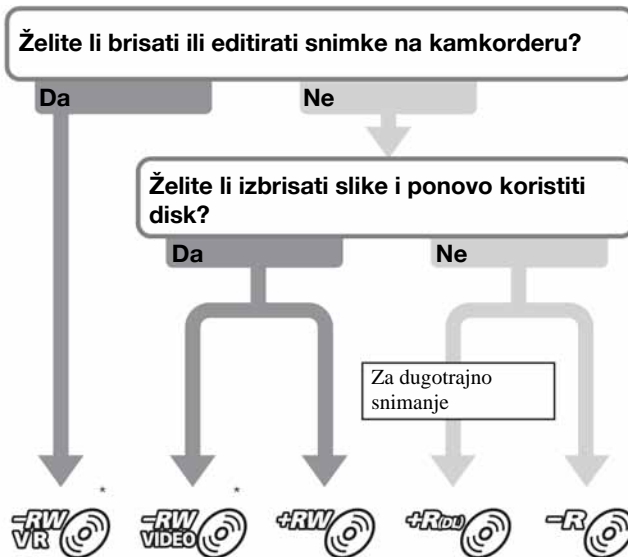 Želite li brisati ili editirati snimke na kamkorderu?
Da
Ne
Želite li izbrisati slike i ponovo koristiti
disk?
Da
Ne
Za dugotrajno
snimanje
* *
-RW
VR
-RW
VIDEO
+RW
+R(DL)
-R